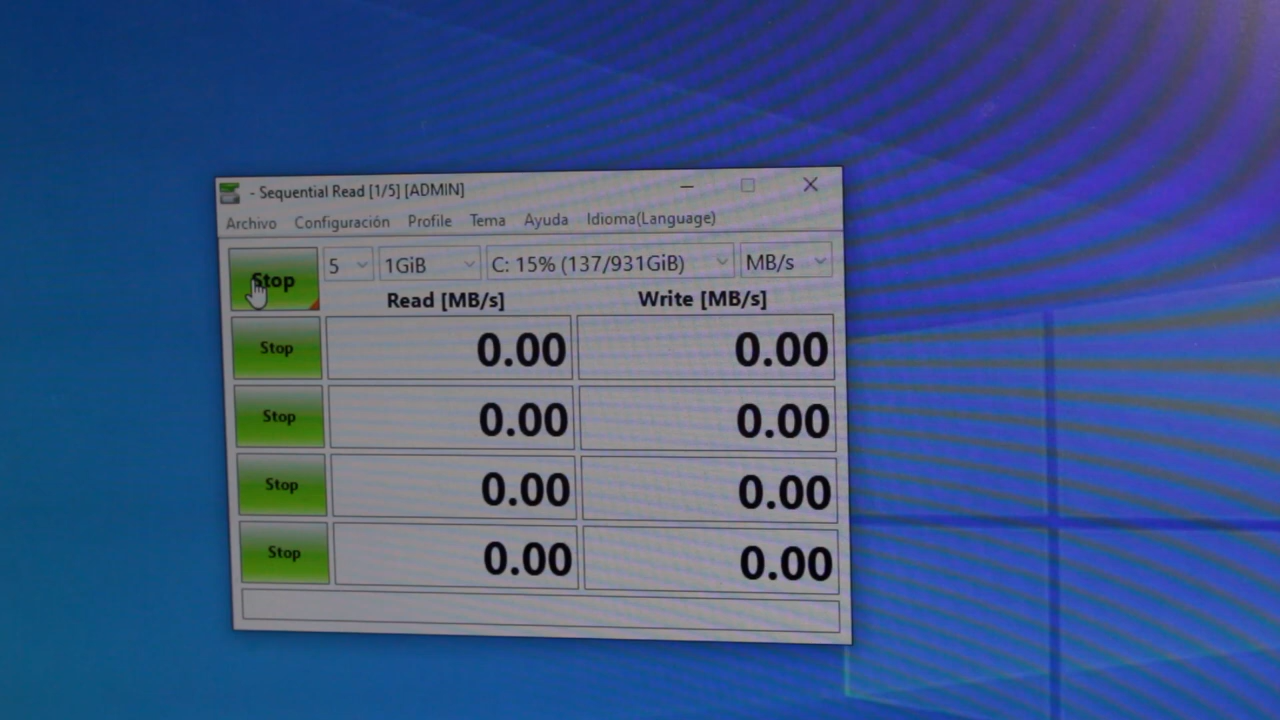 - Sequential Read [1/5] [ADMIN]
Archivo Configuración Profile Tema Ayuda Idioma(Language)
Stop 5 1GiB C: 15% (137/931GiB) MB/s
Read [MB/s] Write [MB/s]
Stop 0.00 0.00
Stop 0.00 0.00
Stop 0.00 0.00
Stop 0.00 0.00